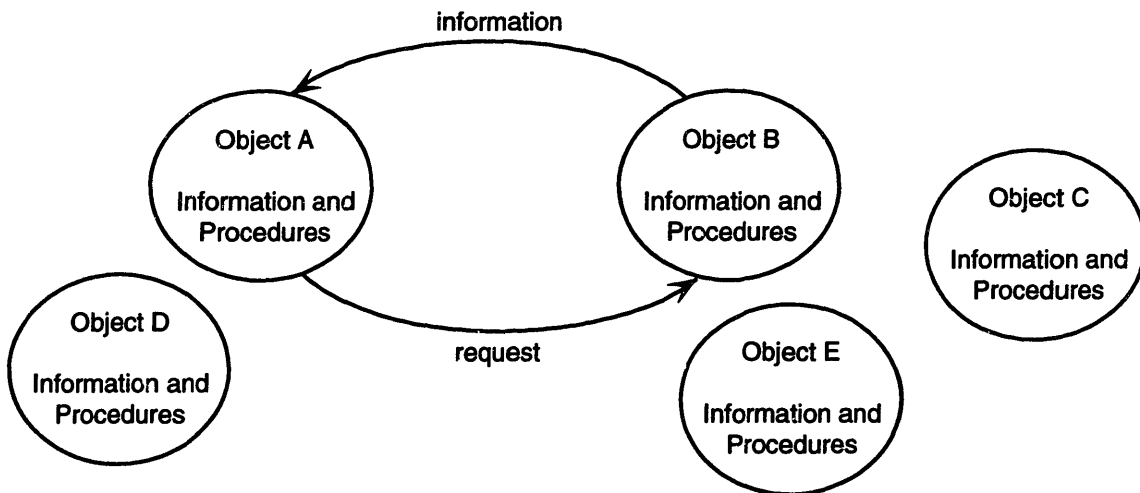 information
Object A
Information and
Procedures
Object B
Information and
Procedures
Object C
Information and
Procedures
Object D
Information and
Procedures
request
Object E
Information and
Procedures